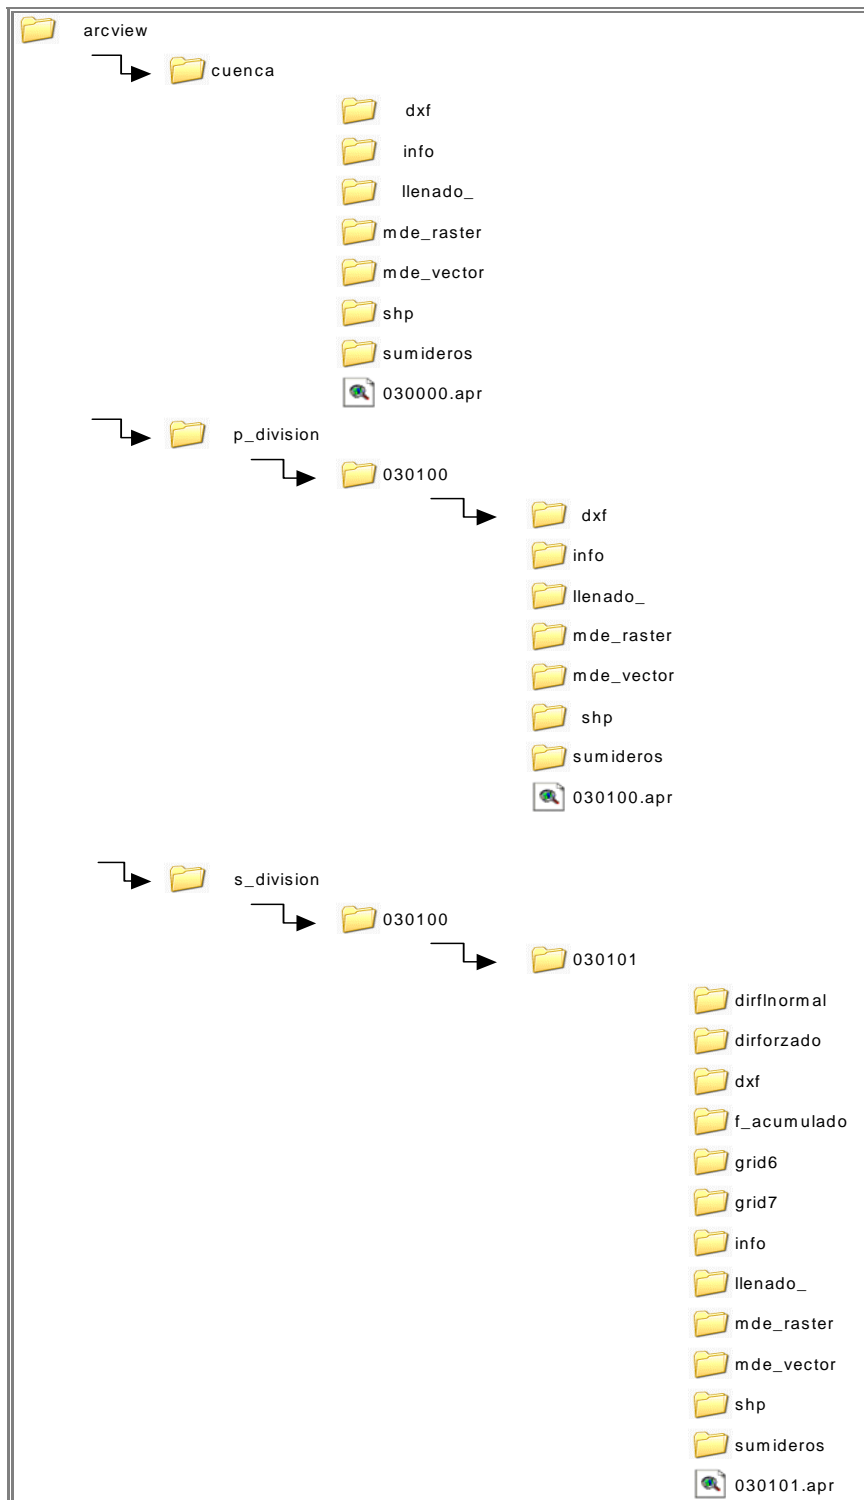 arcview
cuenca
dxf
info
llenado_
mde_raster
mde_vector
shp
sumideros
030000.apr
p_division
030100
dxf
info
llenado_
mde_raster
mde_vector
shp
sumideros
030100.apr
s_division
030100
030101
dirflnormal
dirforzado
dxf
f_acumulado
grid6
grid7
info
llenado_
mde_raster
mde_vector
shp
sumideros
030101.apr